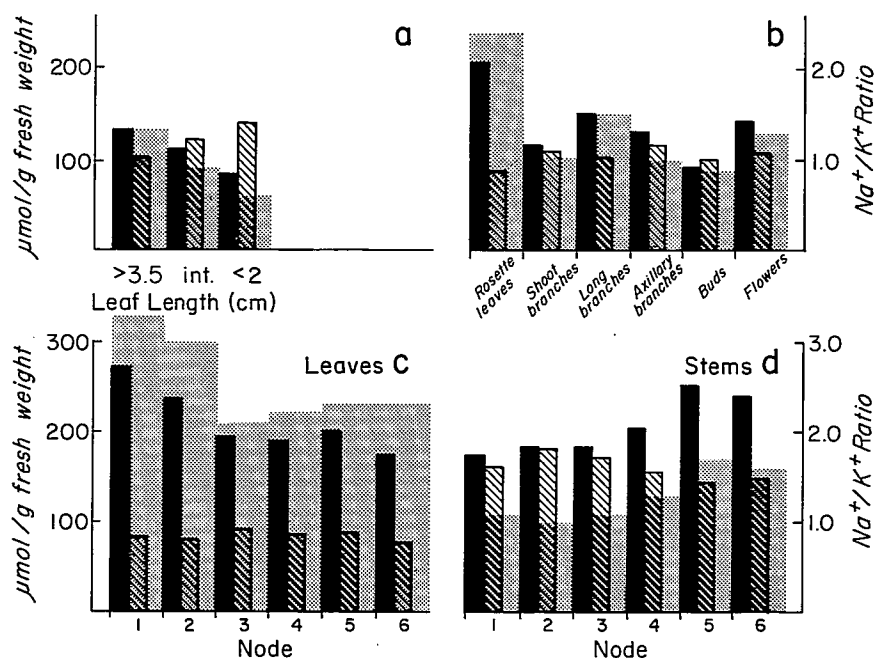 a
b
μmol/g fresh weight
200
100
>3.5 int. <2
Leaf Length (cm)
2.0
1.0
Na⁺/K⁺ Ratio
Rosette leaves
Shoot branches
Long branches
Axillary branches
Buds
Flowers
Leaves c
μmol/g fresh weight
300
200
100
1 2 3 4 5 6
Node
Stems d
3.0
2.0
1.0
Na⁺/K⁺ Ratio
1 2 3 4 5 6
Node